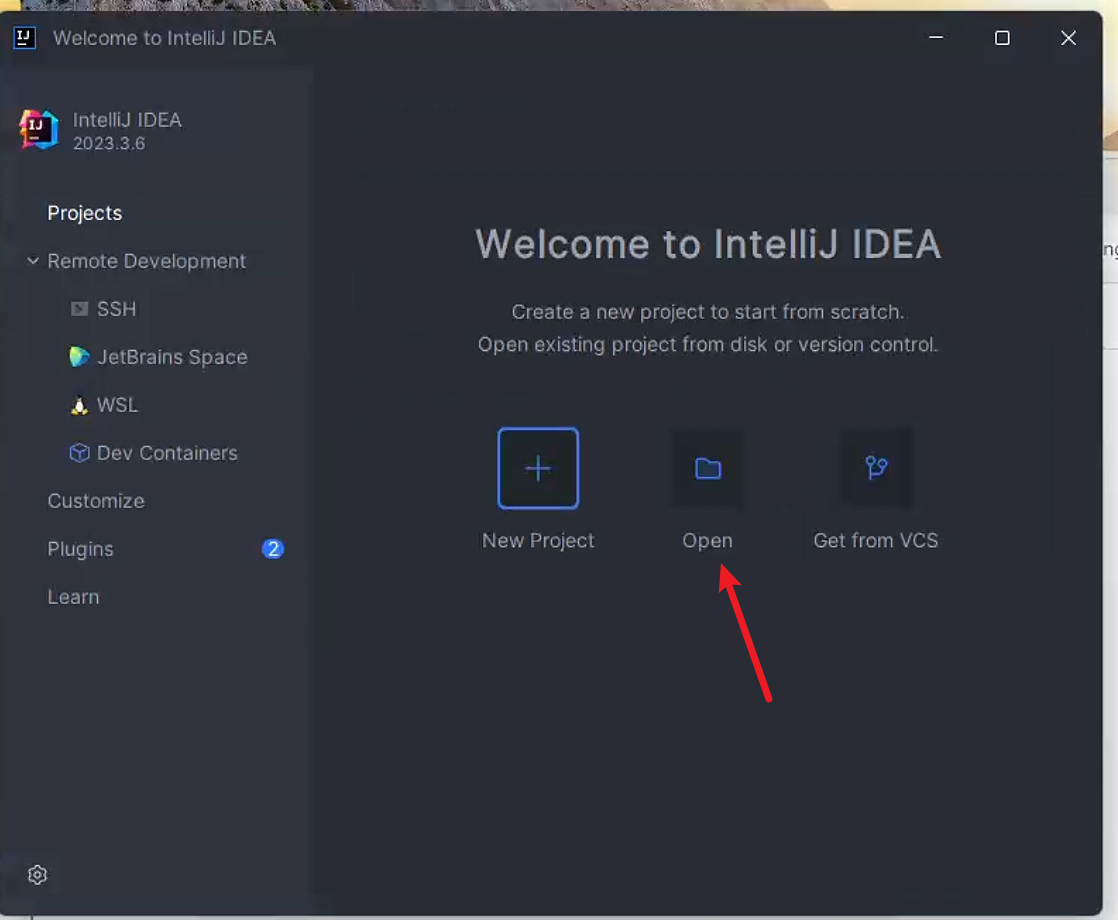 Welcome to IntelliJ IDEA
IntelliJ IDEA
2023.3.6
Projects
Remote Development
SSH
JetBrains Space
WSL
Dev Containers
Customize
Plugins 2
Learn
Welcome to IntelliJ IDEA
Create a new project to start from scratch.
Open existing project from disk or version control.
New Project Open Get from VCS